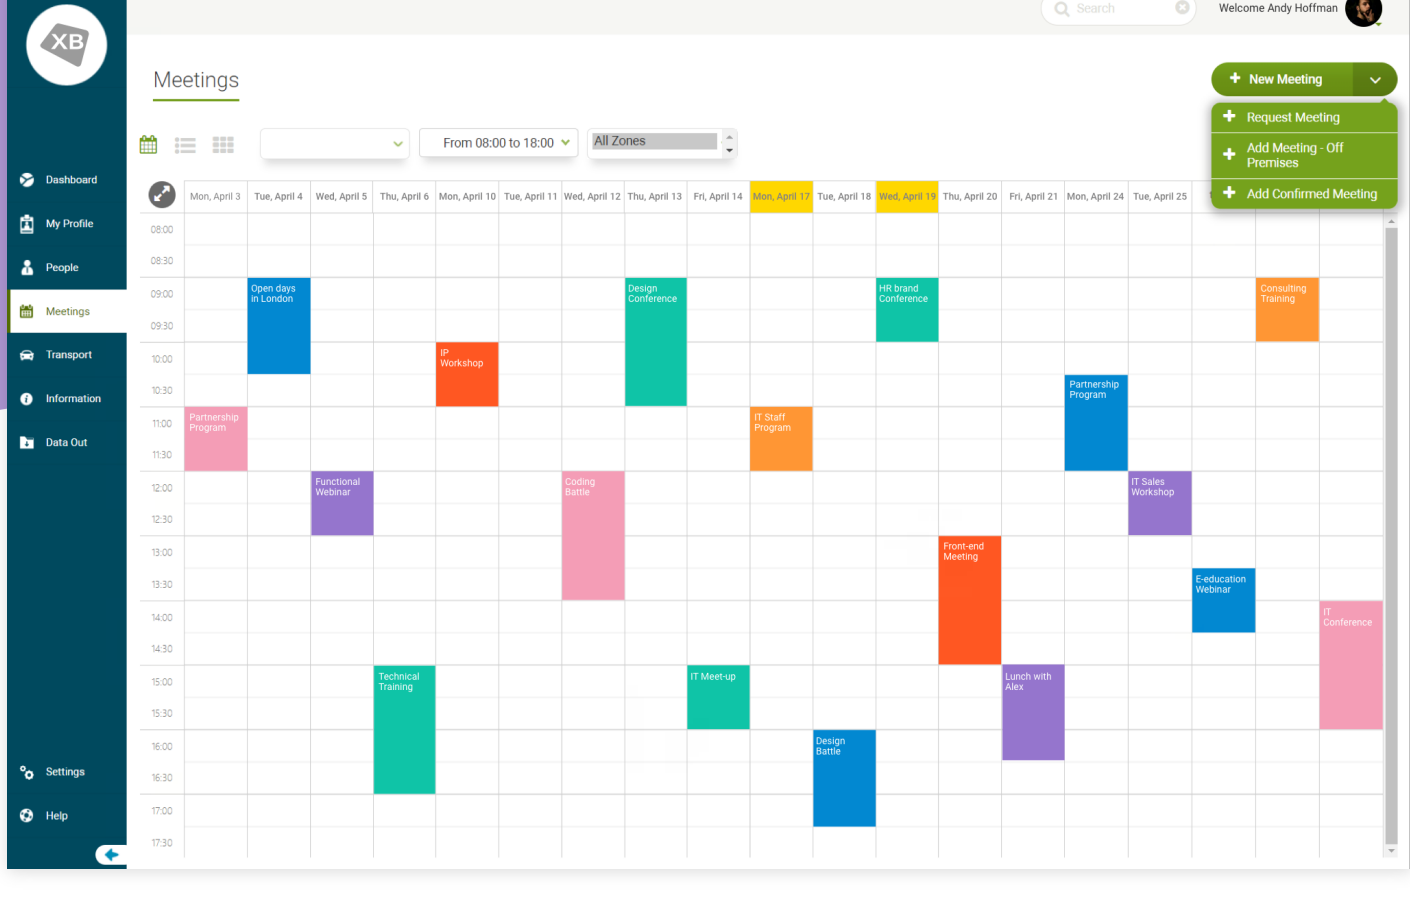 Search
Welcome Andy Hoffman
XB
Meetings
New Meeting
Request Meeting
Add Meeting - Off
Premises
Add Confirmed Meeting
From 08:00 to 18:00
All Zones
Dashboard
My Profile
People
Meetings
Transport
Information
Data Out
Settings
Help
Mon, April 3
Tue, April 4
Wed, April 5
Thu, April 6
Mon, April 10
Tue, April 11
Wed, April 12
Thu, April 13
Fri, April 14
Mon, April 17
Tue, April 18
Wed, April 19
Thu, April 20
Fri, April 21
Mon, April 24
Tue, April 25
08:00
08:30
09:00
Open days
in London
Design
Conference
HR brand
Conference
Consulting
Training
09:30
10:00
IP
Workshop
10:30
Partnership
Program
11:00
Partnership
Program
IT Staff
Program
11:30
12:00
Functional
Webinar
Coding
Battle
IT Sales
Workshop
12:30
13:00
Front-end
Meeting
13:30
E-education
Webinar
14:00
IT
Conference
14:30
15:00
Technical
Training
IT Meet-up
Lunch with
Alex
15:30
16:00
Design
Battle
16:30
17:00
17:30